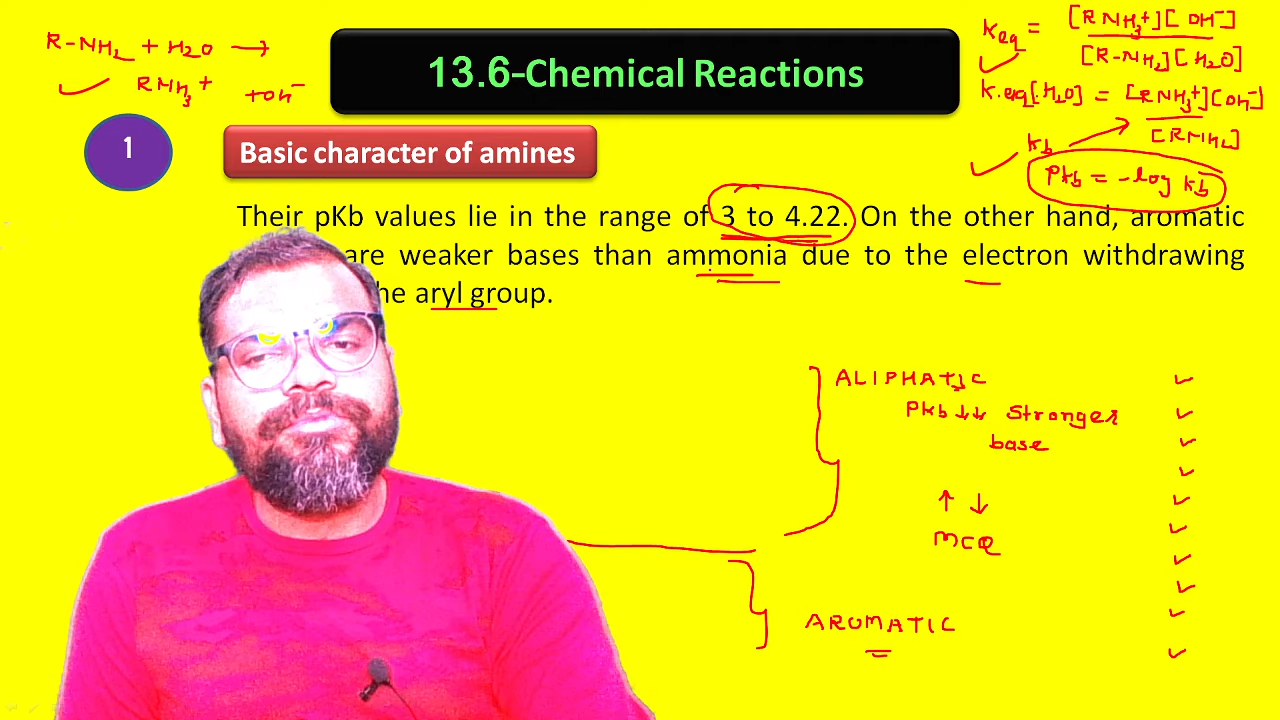 R-NH2 + H2O →
RNH3+ +OH-
13.6-Chemical Reactions
Keq = [RNH3+][OH-]
[R-NH2][H2O]
K.eq[H2O] = [RNH3+][OH-]
[RNH2]
Kb
PKb = -log Kb
1
Basic character of amines
Their pKb values lie in the range of 3 to 4.22. On the other hand, aromatic
are weaker bases than ammonia due to the electron withdrawing
he aryl group.
ALIPHATIC
PKb ↓↓ Stronger
base
↑ ↓
MCQ
AROMATIC